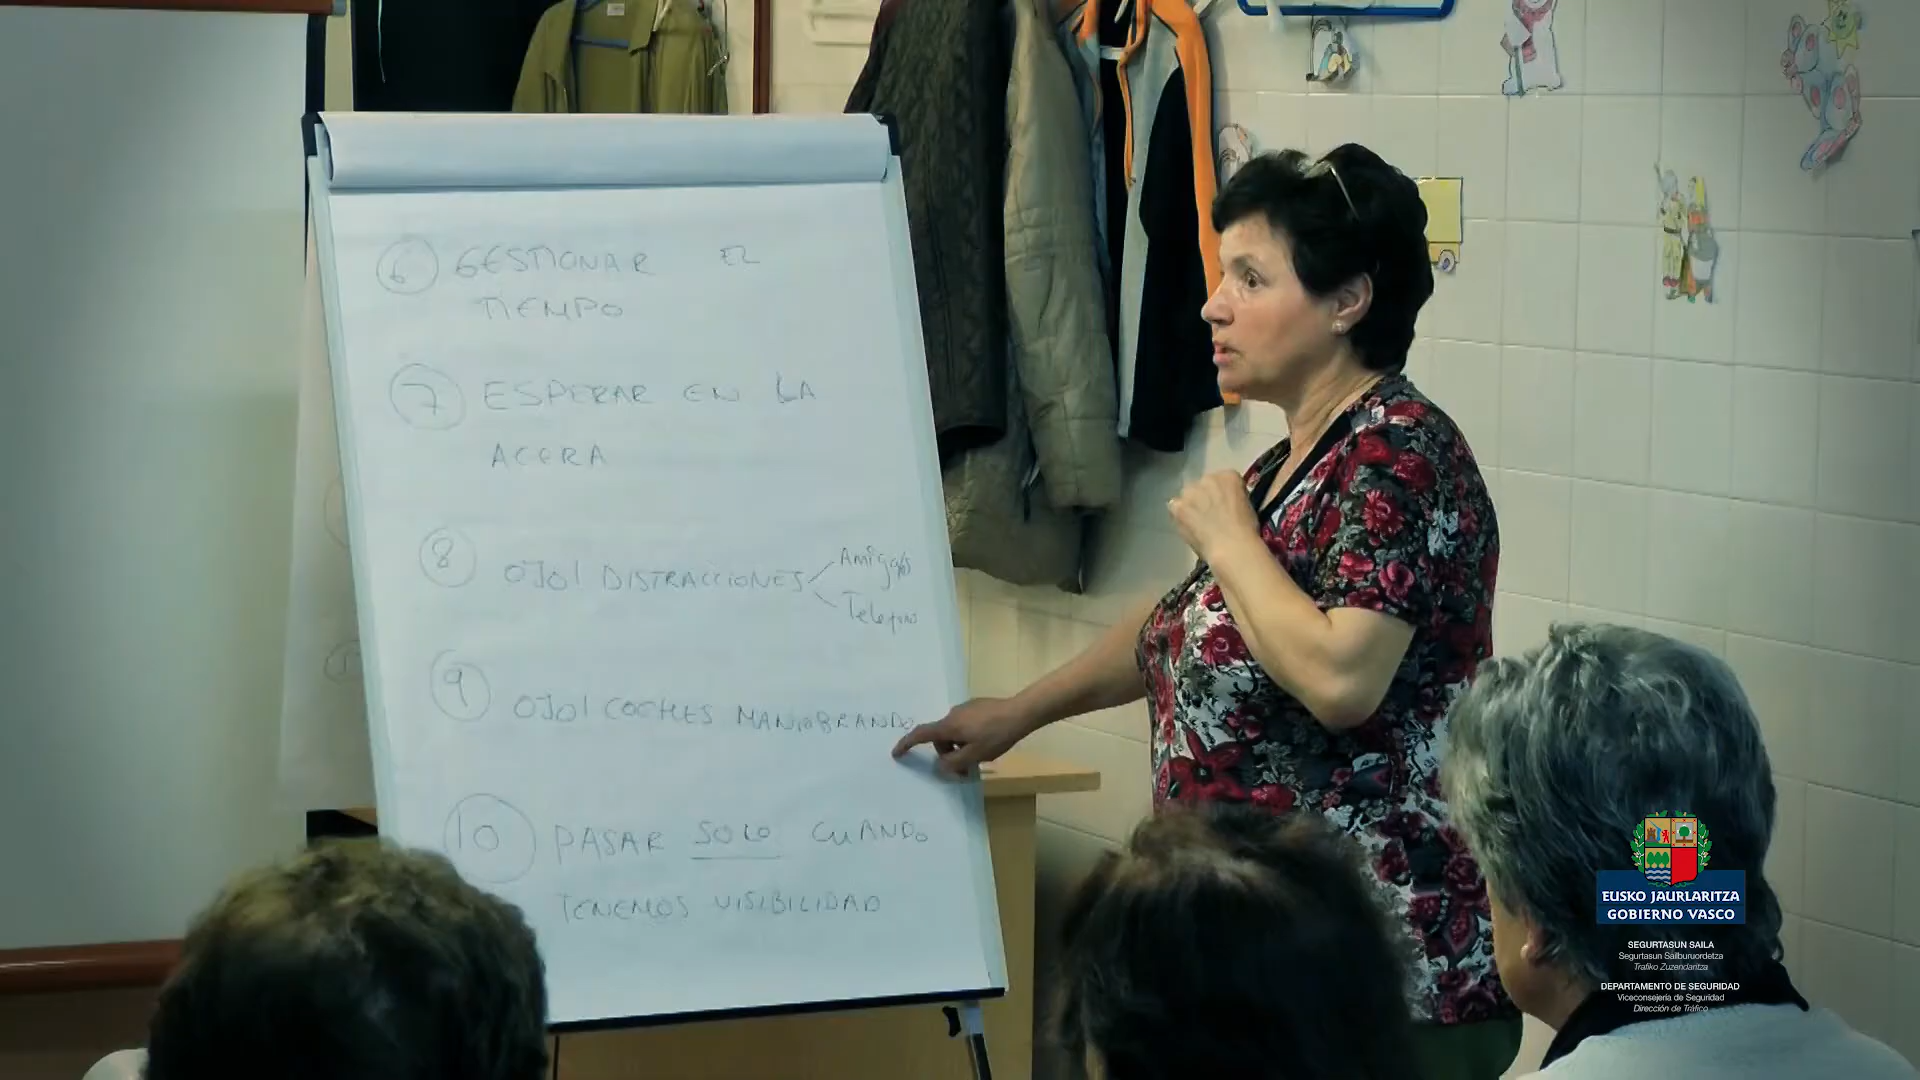 6 GESTIONAR EL
TIEMPO
7 ESPERAR EN LA
ACERA
8 OJO! DISTRACCIONES
Amigos/as
Telefono
9 OJO! COCHES MANIOBRANDO
10 PASAR SOLO CUANDO
TENEMOS VISIBILIDAD
EUSKO JAURLARITZA
GOBIERNO VASCO
SEGURTASUN SAILA
Segurtasun Sailburuordetza
Trafiko Zuzendaritza
DEPARTAMENTO DE SEGURIDAD
Viceconsejería de Seguridad
Dirección de Tráfico